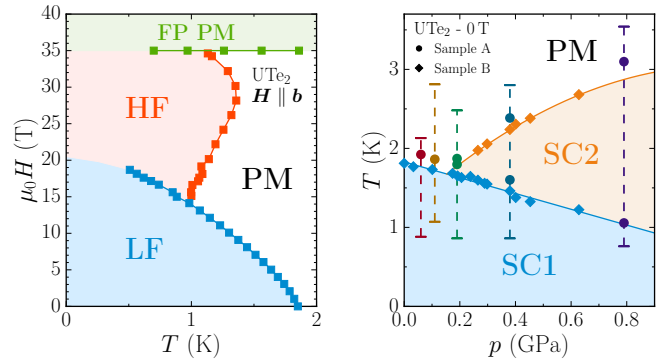 40
35
30
25
20
15
10
5
0
μ₀H (T)
FP PM
UTe₂
H ∥ b
HF
PM
LF
0
1
2
T (K)
UTe₂ - 0 T
Sample A
Sample B
PM
SC2
SC1
3
2
1
0
T (K)
0.0
0.2
0.4
0.6
0.8
p (GPa)